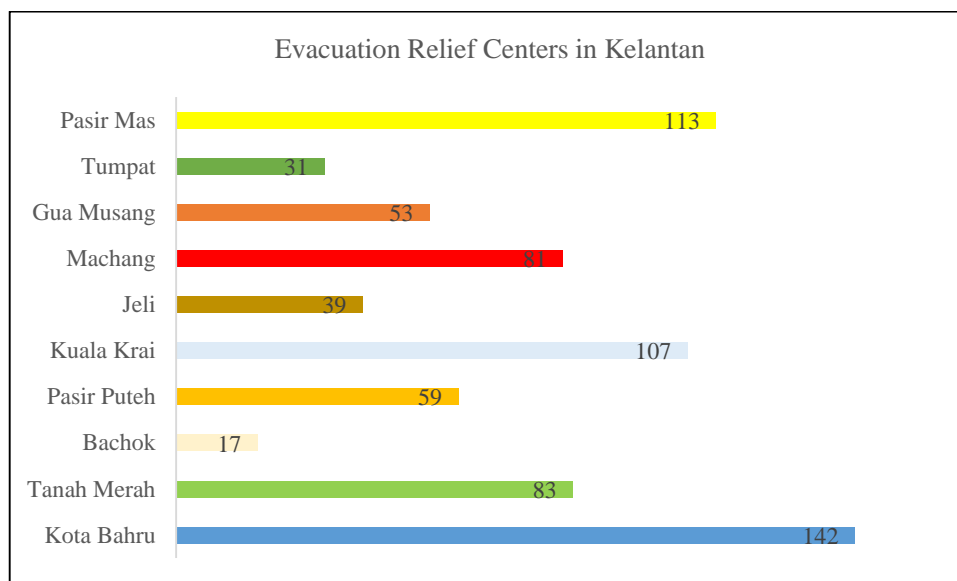 Evacuation Relief Centers in Kelantan
Pasir Mas 113
Tumpat 31
Gua Musang 53
Machang 81
Jeli 39
Kuala Krai 107
Pasir Puteh 59
Bachok 17
Tanah Merah 83
Kota Bahru 142